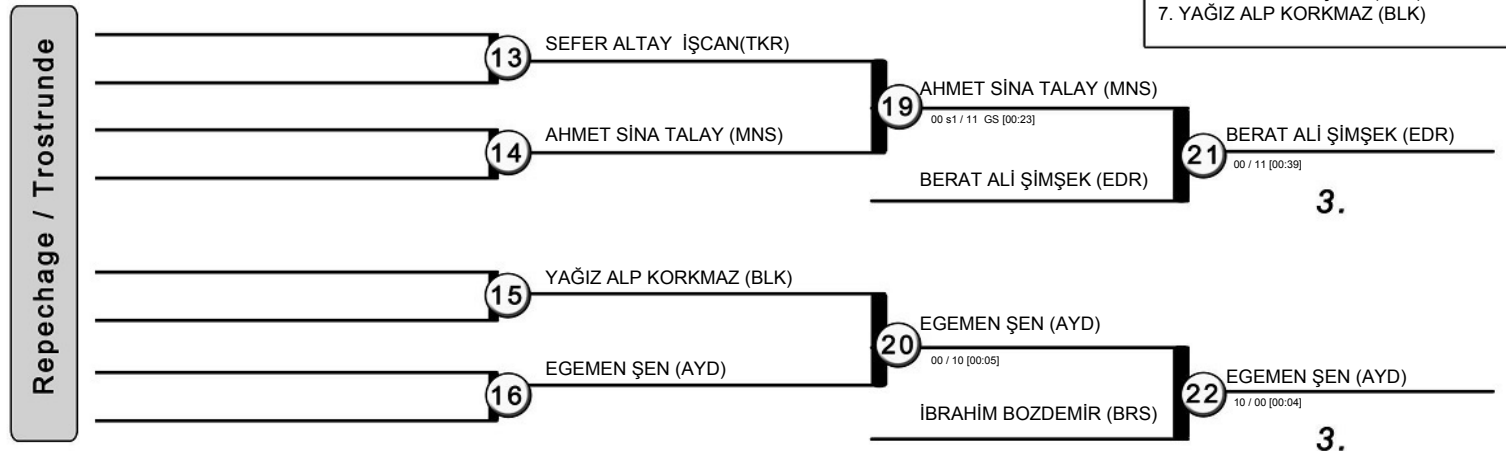 7. YAĞIZ ALP KORKMAZ (BLK)
Repechage / Trostrunde
13
SEFER ALTAY İŞCAN(TKR)
19
AHMET SİNA TALAY (MNS)
00 s1 / 11 GS [00:23]
14
AHMET SİNA TALAY (MNS)
21
BERAT ALİ ŞİMŞEK (EDR)
00 / 11 [00:39]
BERAT ALİ ŞİMŞEK (EDR)
3.
15
YAĞIZ ALP KORKMAZ (BLK)
20
EGEMEN ŞEN (AYD)
00 / 10 [00:05]
16
EGEMEN ŞEN (AYD)
22
EGEMEN ŞEN (AYD)
10 / 00 [00:04]
İBRAHİM BOZDEMİR (BRS)
3.